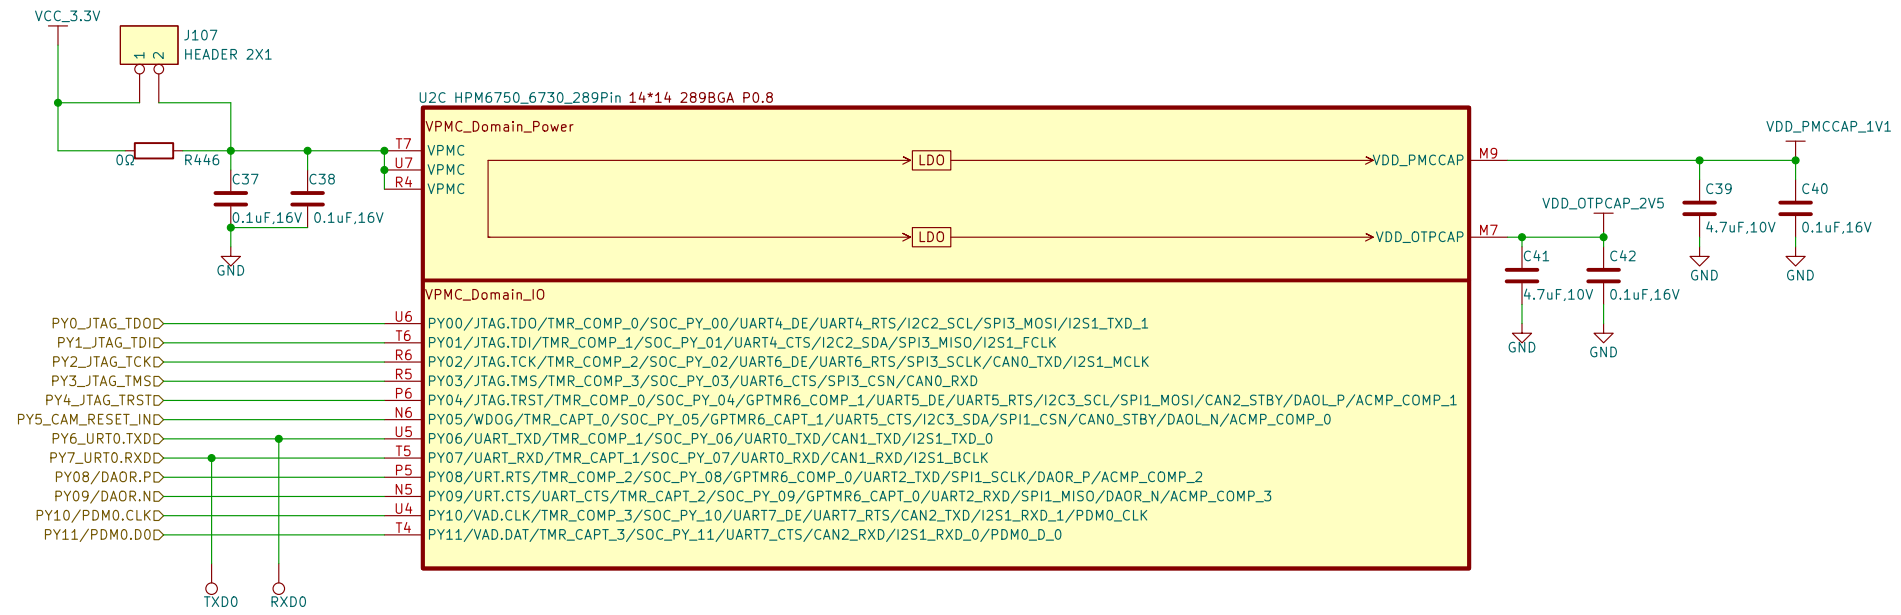 VCC_3.3V
J107
HEADER 2X1
1
2
0Ω
R446
C37
0.1uF,16V
C38
0.1uF,16V
GND
U2C HPM6750_6730_289Pin 14*14 289BGA P0.8
VPMC_Domain_Power
T7 VPMC
U7 VPMC
R4 VPMC
LDO
VDD_PMCCAP M9
LDO
VDD_OTPCAP M7
VDD_PMCCAP_1V1
VDD_OTPCAP_2V5
C39
4.7uF,10V
GND
C40
0.1uF,16V
GND
C41
4.7uF,10V
GND
C42
0.1uF,16V
GND
VPMC_Domain_IO
PY0_JTAG_TDO U6 PY00/JTAG.TDO/TMR_COMP_0/SOC_PY_00/UART4_DE/UART4_RTS/I2C2_SCL/SPI3_MOSI/I2S1_TXD_1
PY1_JTAG_TDI T6 PY01/JTAG.TDI/TMR_COMP_1/SOC_PY_01/UART4_CTS/I2C2_SDA/SPI3_MISO/I2S1_FCLK
PY2_JTAG_TCK R6 PY02/JTAG.TCK/TMR_COMP_2/SOC_PY_02/UART6_DE/UART6_RTS/SPI3_SCLK/CAN0_TXD/I2S1_MCLK
PY3_JTAG_TMS R5 PY03/JTAG.TMS/TMR_COMP_3/SOC_PY_03/UART6_CTS/SPI3_CSN/CAN0_RXD
PY4_JTAG_TRST P6 PY04/JTAG.TRST/TMR_COMP_0/SOC_PY_04/GPTMR6_COMP_1/UART5_DE/UART5_RTS/I2C3_SCL/SPI1_MOSI/CAN2_STBY/DAOL_P/ACMP_COMP_1
PY5_CAM_RESET_IN N6 PY05/WDOG/TMR_CAPT_0/SOC_PY_05/GPTMR6_CAPT_1/UART5_CTS/I2C3_SDA/SPI1_CSN/CAN0_STBY/DAOL_N/ACMP_COMP_0
PY6_URT0.TXD U5 PY06/UART_TXD/TMR_COMP_1/SOC_PY_06/UART0_TXD/CAN1_TXD/I2S1_TXD_0
PY7_URT0.RXD T5 PY07/UART_RXD/TMR_CAPT_1/SOC_PY_07/UART0_RXD/CAN1_RXD/I2S1_BCLK
PY08/DAOR.P P5 PY08/URT.RTS/TMR_COMP_2/SOC_PY_08/GPTMR6_COMP_0/UART2_TXD/SPI1_SCLK/DAOR_P/ACMP_COMP_2
PY09/DAOR.N N5 PY09/URT.CTS/UART_CTS/TMR_CAPT_2/SOC_PY_09/GPTMR6_CAPT_0/UART2_RXD/SPI1_MISO/DAOR_N/ACMP_COMP_3
PY10/PDM0.CLK U4 PY10/VAD.CLK/TMR_COMP_3/SOC_PY_10/UART7_DE/UART7_RTS/CAN2_TXD/I2S1_RXD_1/PDM0_CLK
PY11/PDM0.D0 T4 PY11/VAD.DAT/TMR_CAPT_3/SOC_PY_11/UART7_CTS/CAN2_RXD/I2S1_RXD_0/PDM0_D_0
TXD0
RXD0